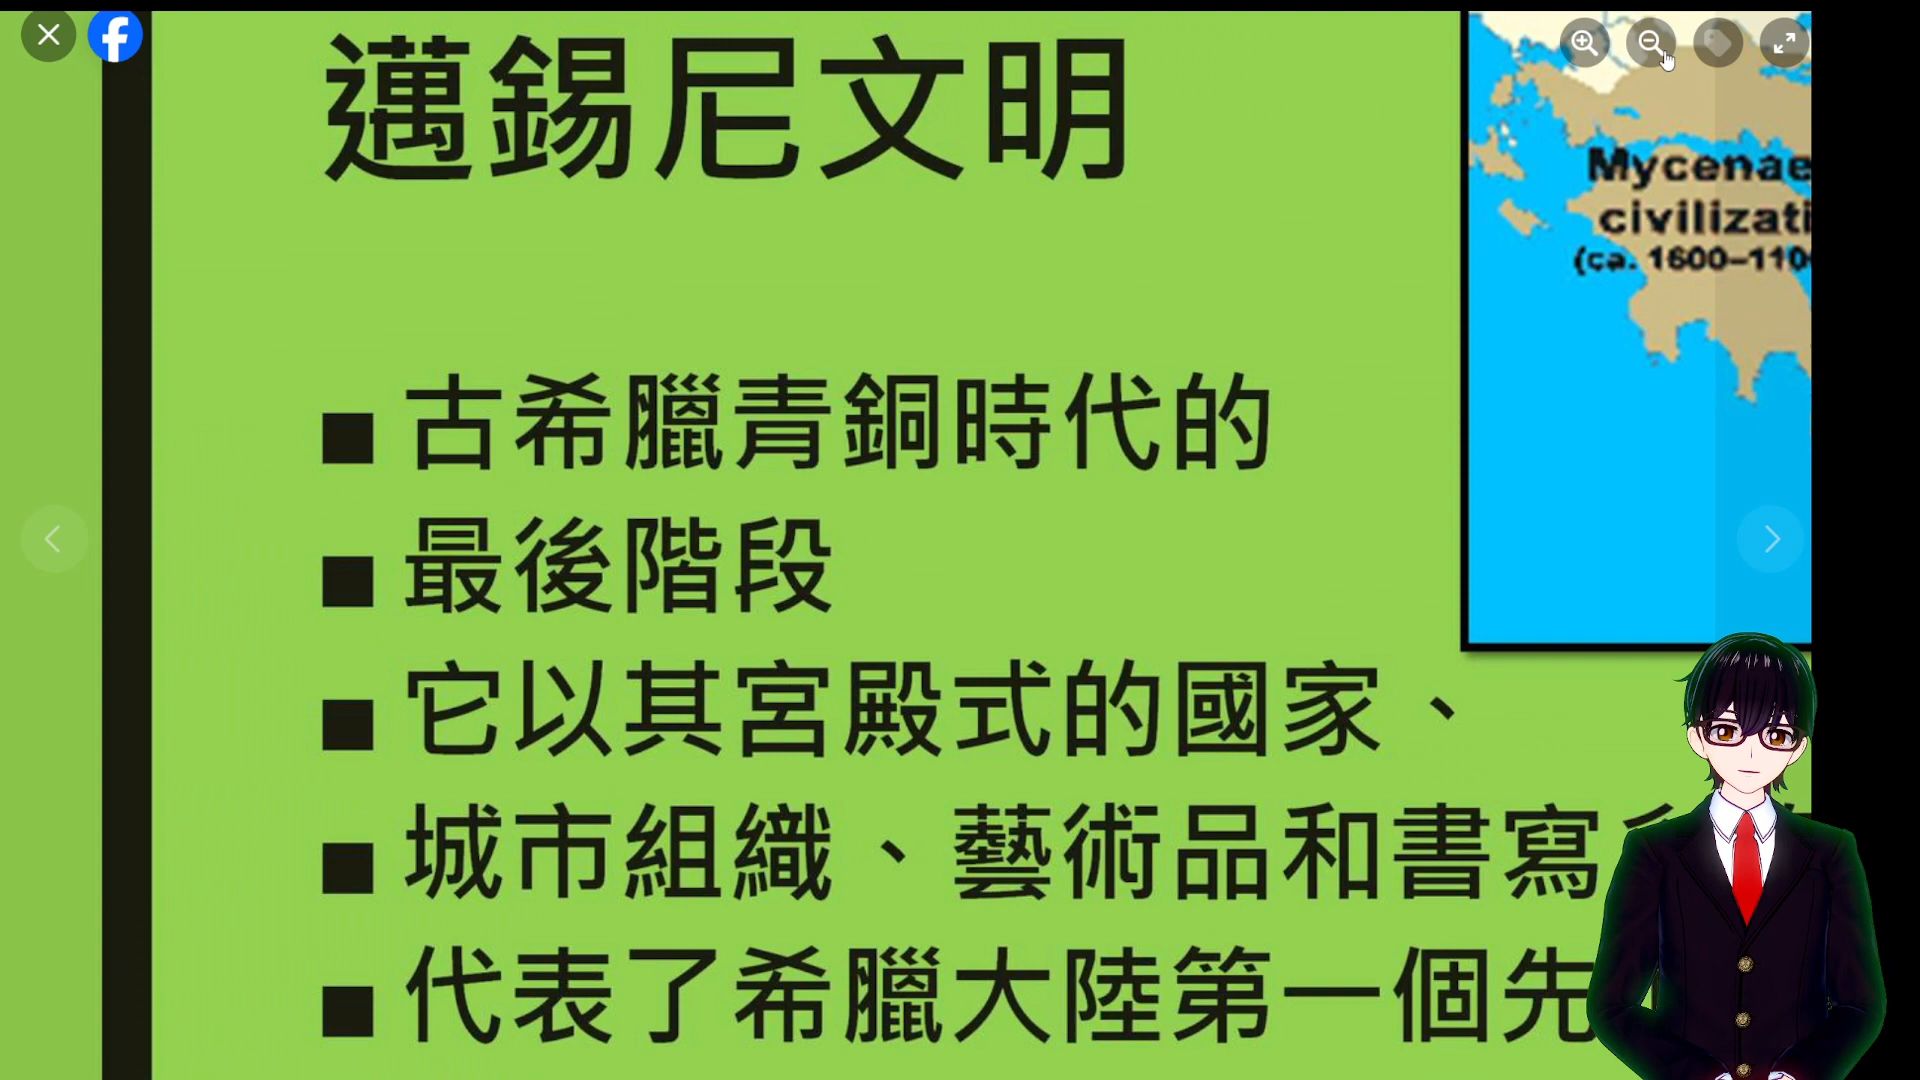 邁錫尼文明
Mycenae
civilizati
(ca. 1600–110
■ 古希臘青銅時代的
■ 最後階段
■ 它以其宮殿式的國家、
■ 城市組織、藝術品和書寫
■ 代表了希臘大陸第一個先